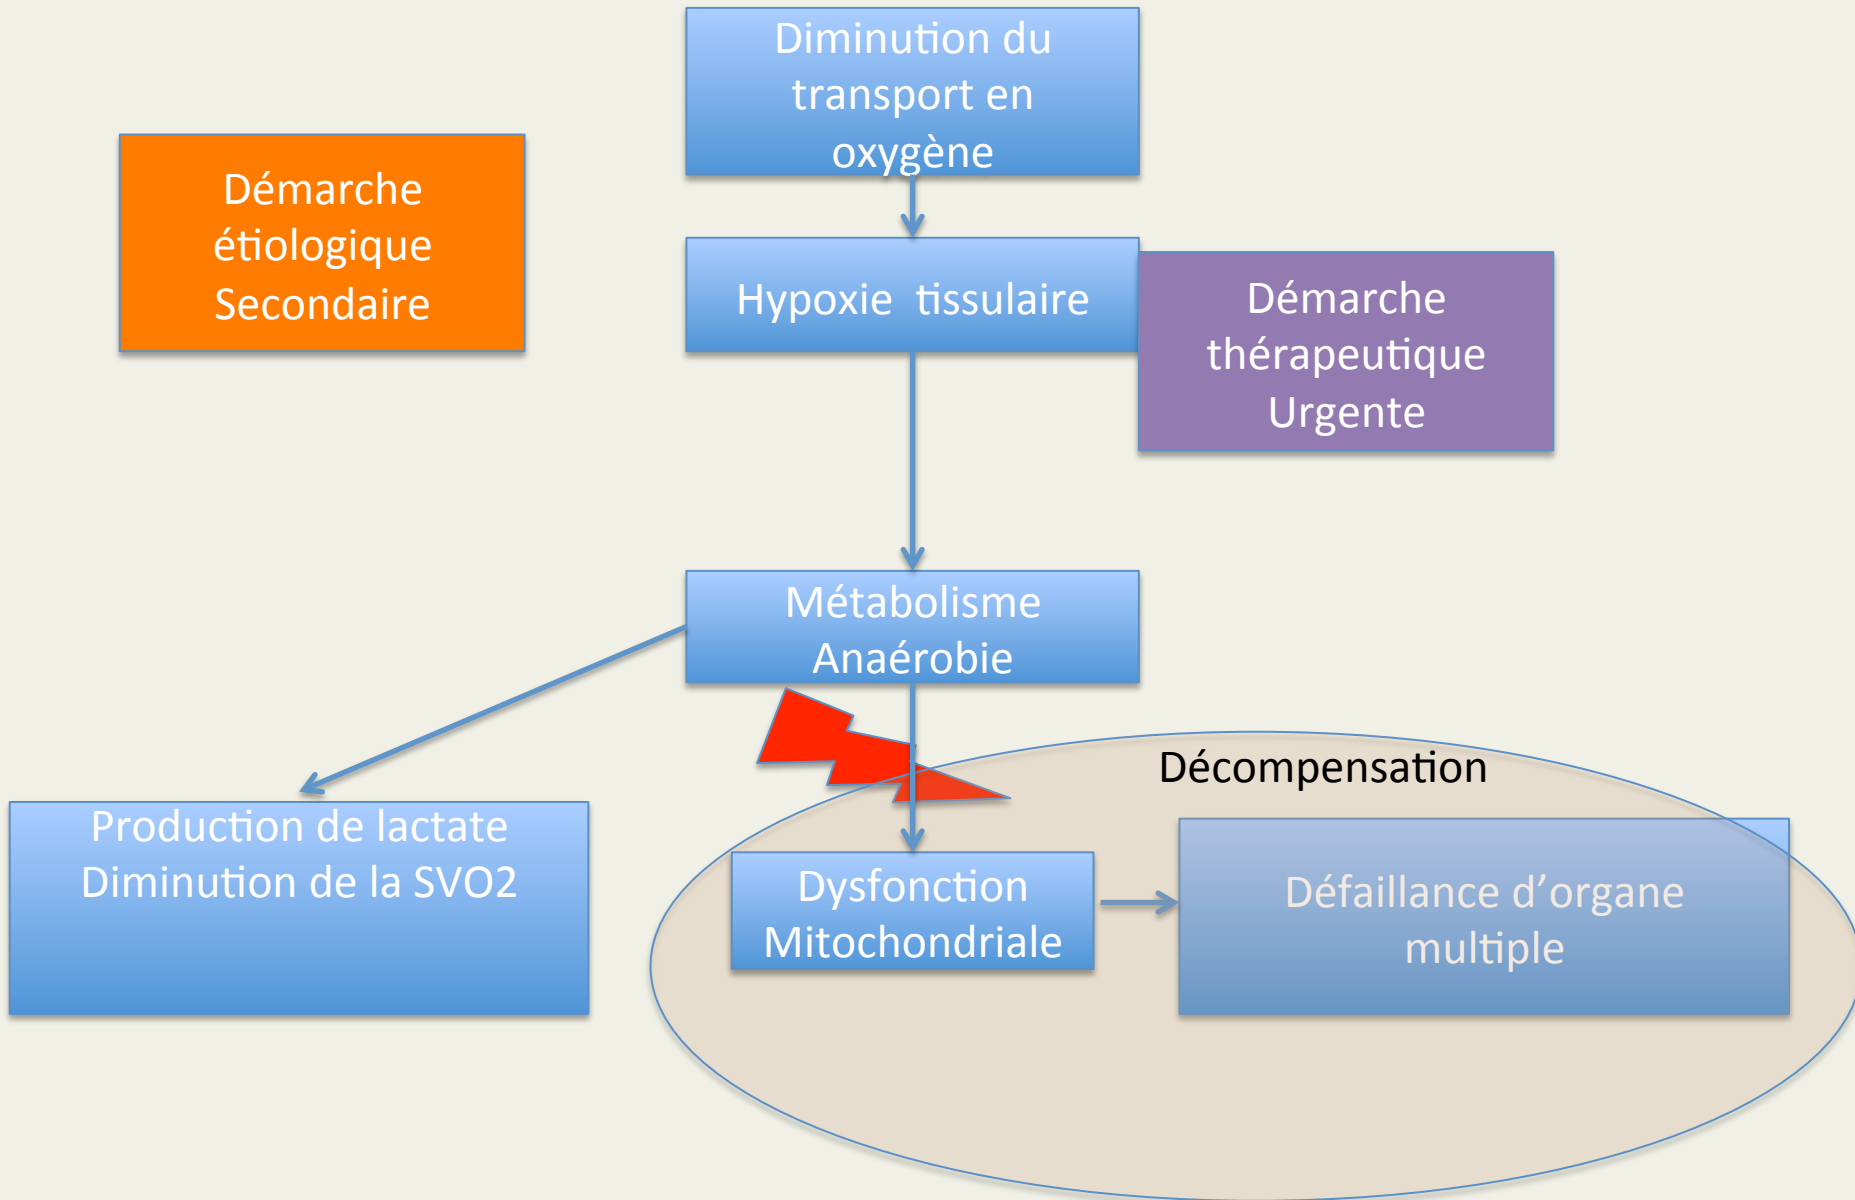 Diminution du
transport en
oxygène
Démarche
étiologique
Secondaire
Hypoxie  tissulaire
Démarche
thérapeutique
Urgente
Métabolisme
Anaérobie
Décompensation
Production de lactate
Diminution de la SVO2
Dysfonction
Mitochondriale
Défaillance d’organe
multiple